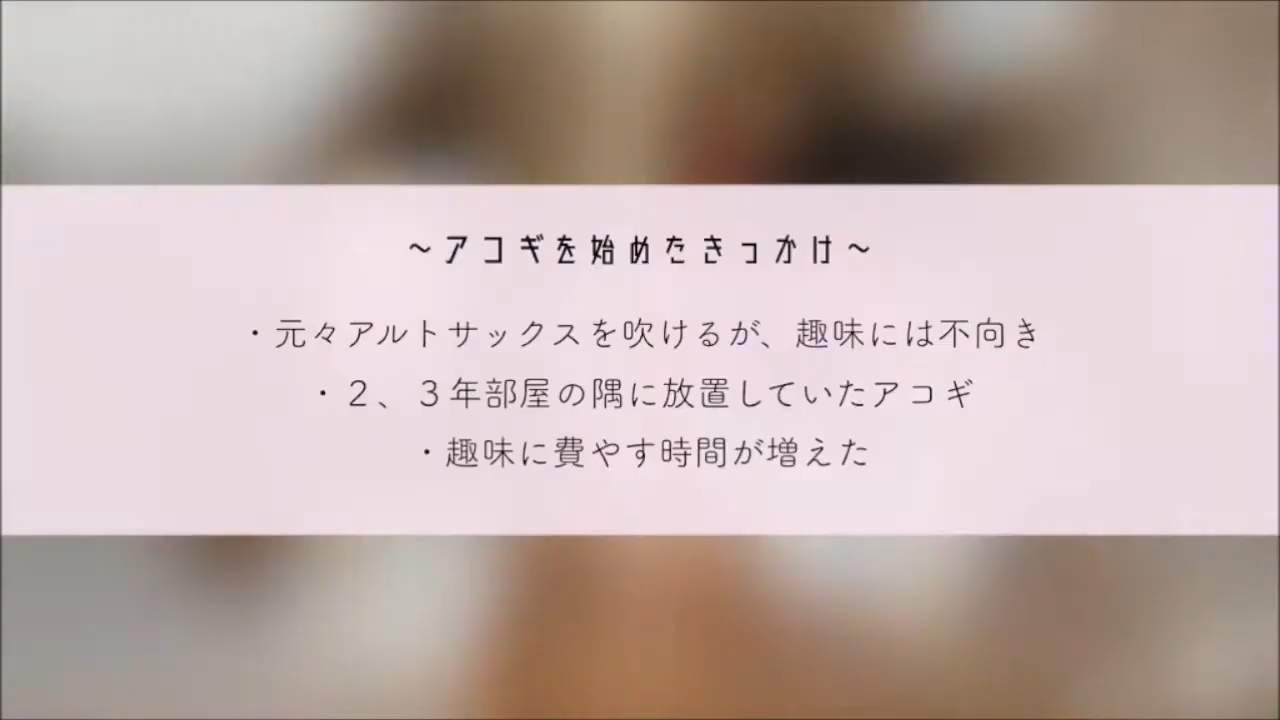 ～アコギを始めたきっかけ～
・元々アルトサックスを吹けるが、趣味には不向き
・２、３年部屋の隅に放置していたアコギ
・趣味に費やす時間が増えた